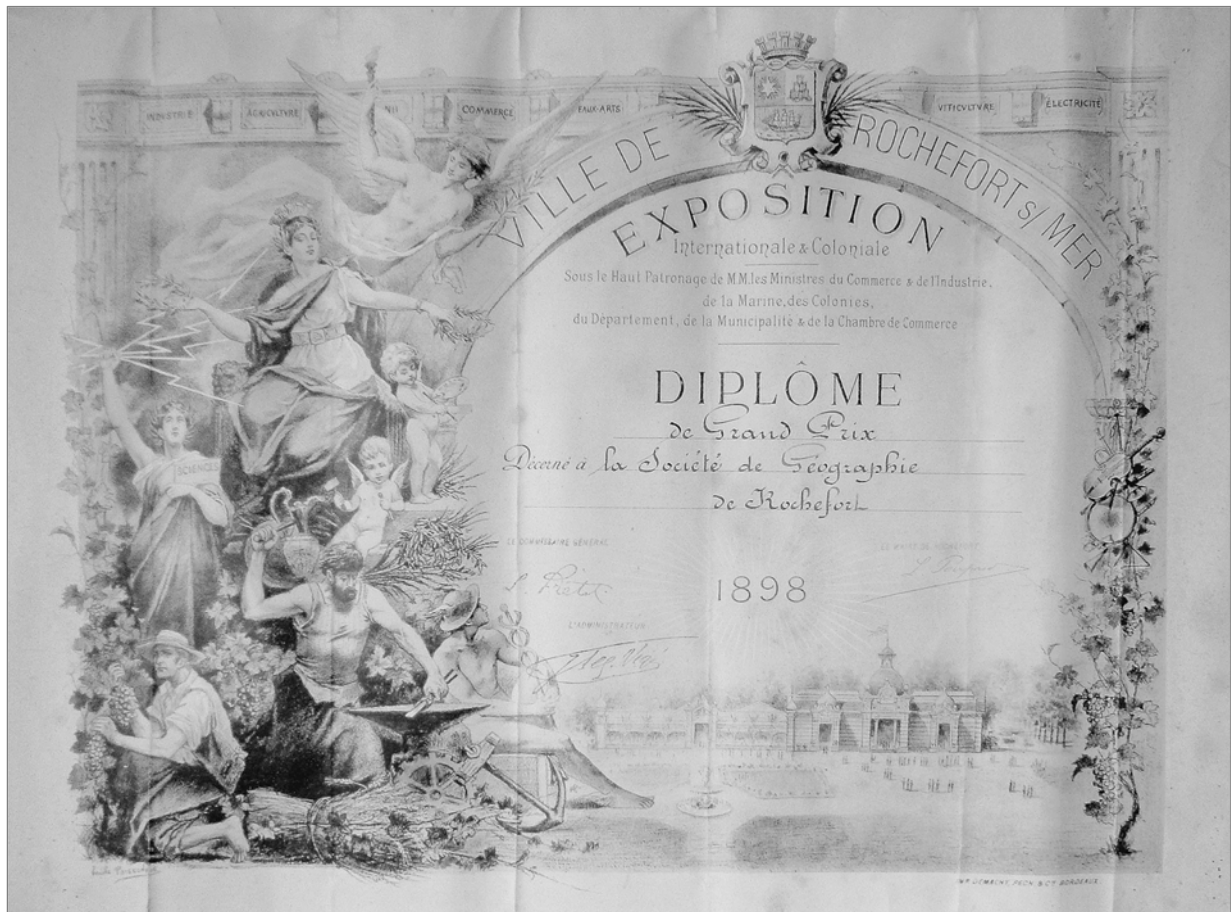 INDUSTRIE
AGRICULTURE
COMMERCE
EAUX-ARTS
VITICULTURE
ÉLECTRICITÉ
VILLE DE ROCHEFORT S/ MER
EXPOSITION
Internationale & Coloniale
Sous le Haut Patronage de M.M. les Ministres du Commerce & de l'Industrie,
de la Marine, des Colonies,
du Département, de la Municipalité & de la Chambre de Commerce
DIPLÔME
de Grand Prix
Décerné à la Société de Géographie
de Rochefort
SCIENCES
LE COMMISSAIRE GÉNÉRAL
LE MAIRE DE ROCHEFORT
1898
L'ADMINISTRATEUR
BORDEAUX